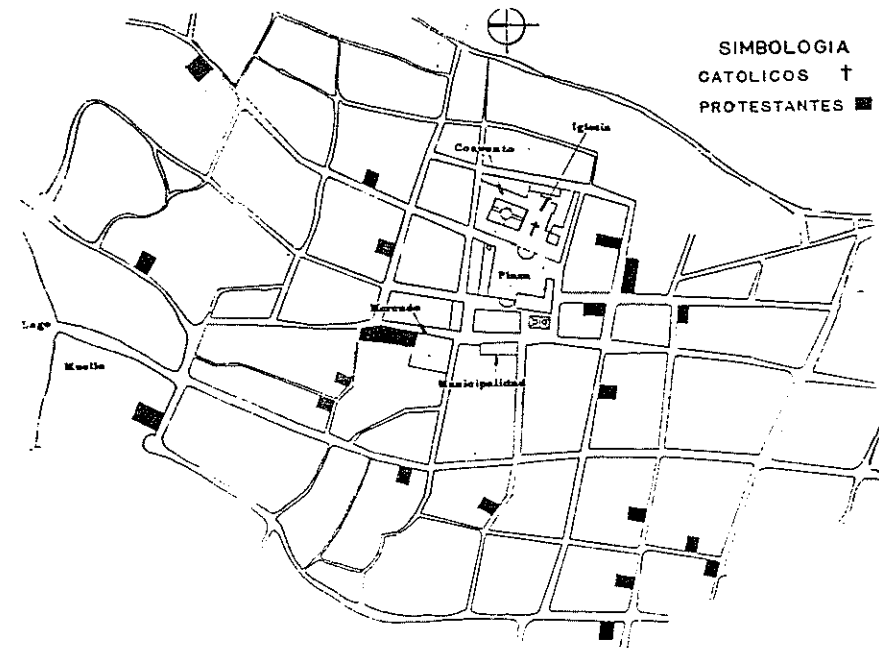 SIMBOLOGIA
CATOLICOS †
PROTESTANTES
Iglesia
Convento
Plaza
Mercado
Lago
Muelle
Municipalidad